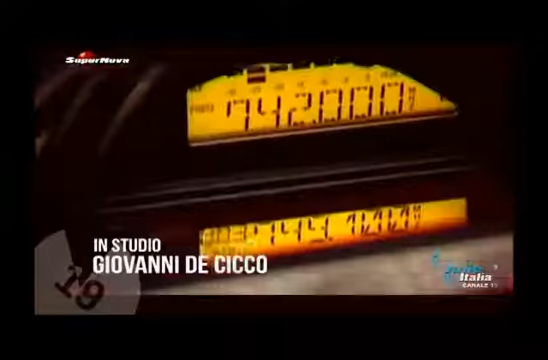 SuperNova
742000
IN STUDIO
GIOVANNI DE CICCO
19
Italia
CANALE